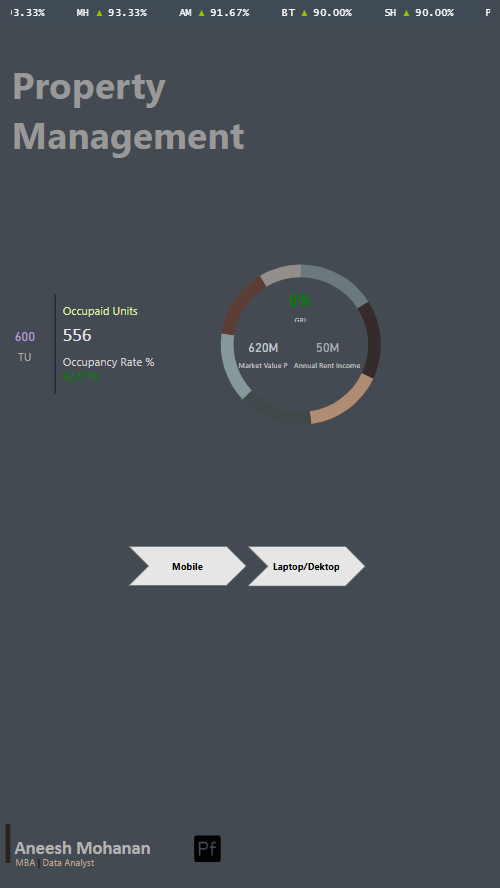 3.33% MH ▲ 93.33% AM ▲ 91.67% BT ▲ 90.00% SH ▲ 90.00%
Property
Management
600
TU
Occupaid Units
556
Occupancy Rate %
8%
GRI
620M
Market Value P
50M
Annual Rent Income
Mobile
Laptop/Dektop
Aneesh Mohanan
MBA | Data Analyst
Pf